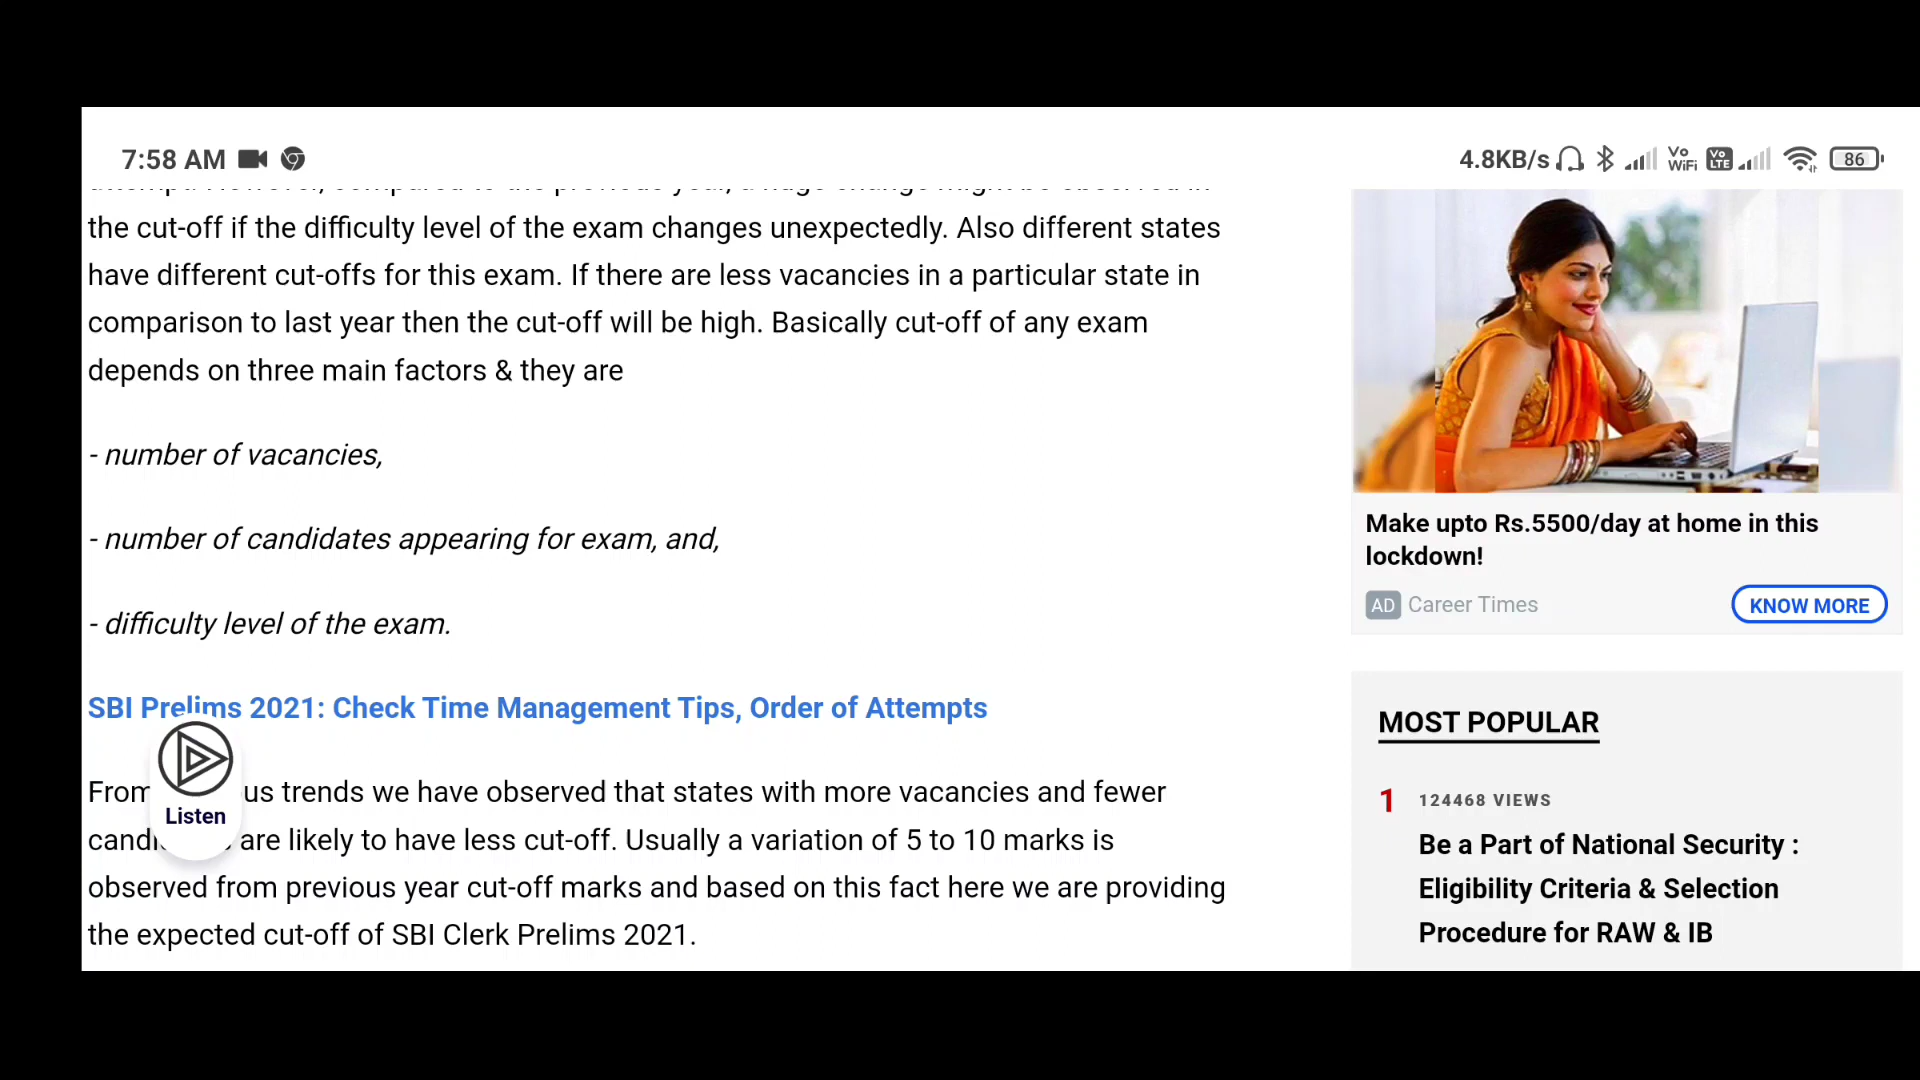 7:58 AM
4.8KB/s Vo WiFi Vo LTE 86
the cut-off if the difficulty level of the exam changes unexpectedly. Also different states
have different cut-offs for this exam. If there are less vacancies in a particular state in
comparison to last year then the cut-off will be high. Basically cut-off of any exam
depends on three main factors & they are
- number of vacancies,
- number of candidates appearing for exam, and,
- difficulty level of the exam.
SBI Prelims 2021: Check Time Management Tips, Order of Attempts
From us trends we have observed that states with more vacancies and fewer
are likely to have less cut-off. Usually a variation of 5 to 10 marks is
observed from previous year cut-off marks and based on this fact here we are providing
the expected cut-off of SBI Clerk Prelims 2021.
Listen
Make upto Rs.5500/day at home in this
lockdown!
AD Career Times
KNOW MORE
MOST POPULAR
1 124468 VIEWS
Be a Part of National Security :
Eligibility Criteria & Selection
Procedure for RAW & IB